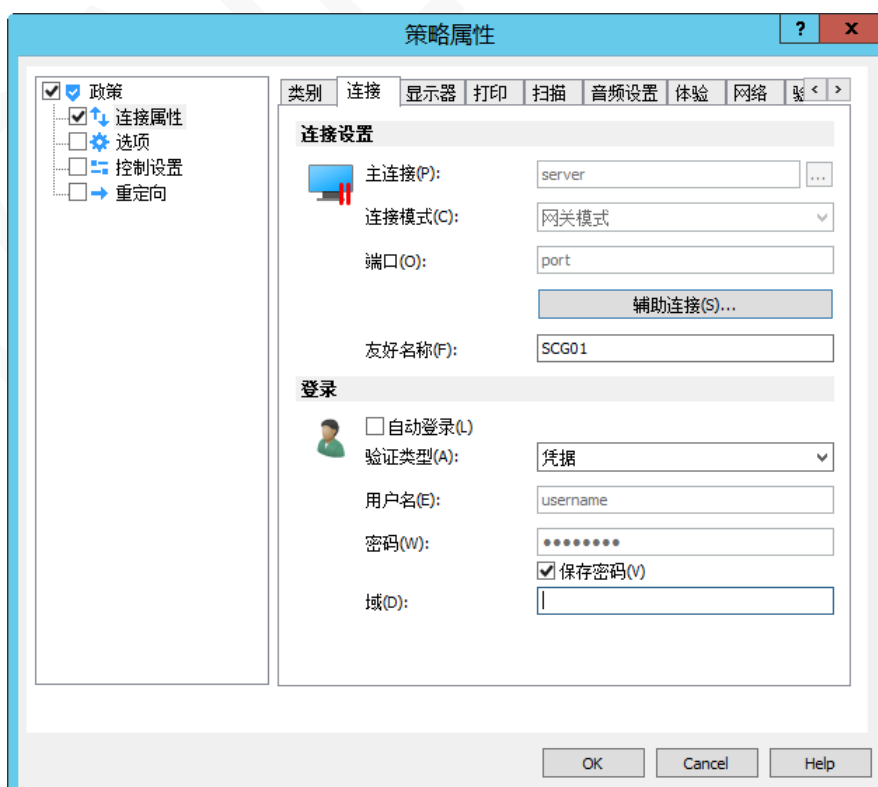 策略属性
?
x
政策
连接属性
选项
控制设置
重定向
类别 连接 显示器 打印 扫描 音频设置 体验 网络
连接设置
主连接(P): server ...
连接模式(C): 网关模式
端口(O): port
辅助连接(S)...
友好名称(F): SCG01
登录
自动登录(L)
验证类型(A): 凭据
用户名(E): username
密码(W): ●●●●●●●●
保存密码(V)
域(D):
OK Cancel Help